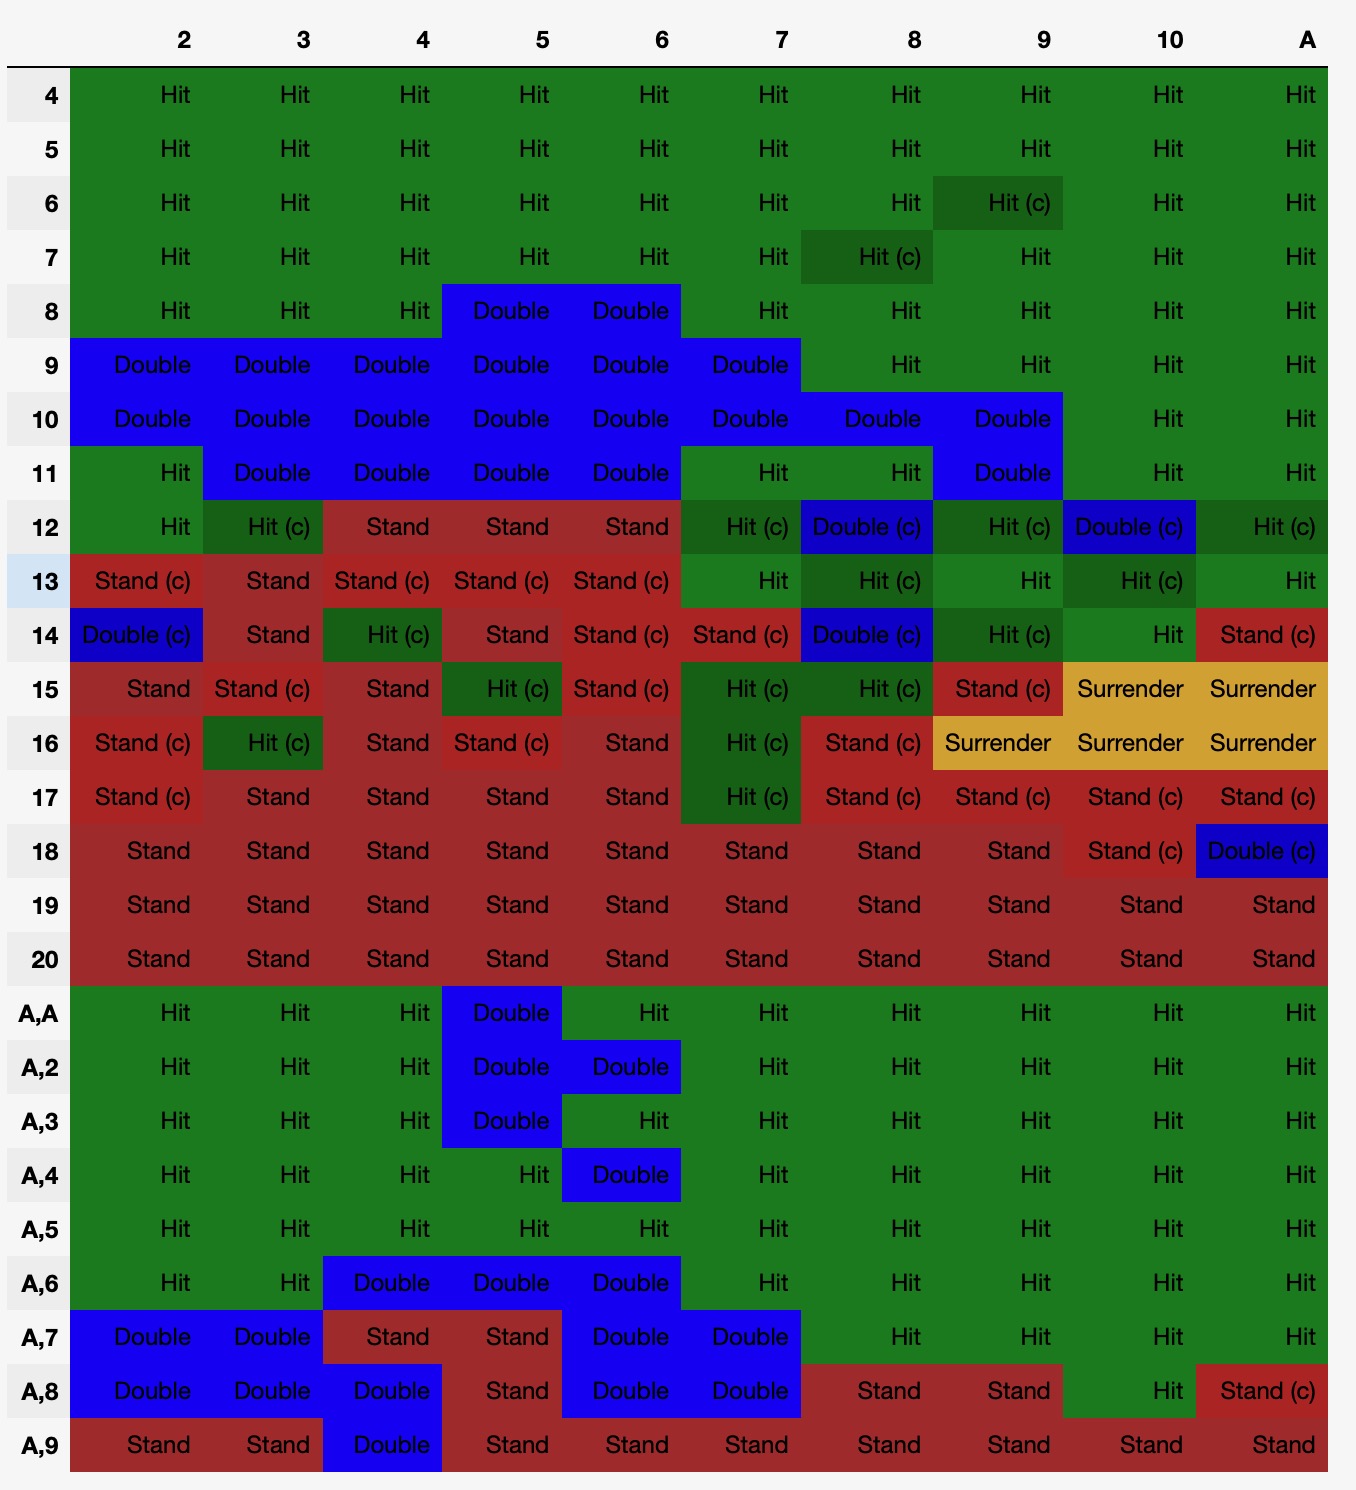 2 3 4 5 6 7 8 9 10 A
4 Hit Hit Hit Hit Hit Hit Hit Hit Hit Hit
5 Hit Hit Hit Hit Hit Hit Hit Hit Hit Hit
6 Hit Hit Hit Hit Hit Hit Hit Hit (c) Hit Hit
7 Hit Hit Hit Hit Hit Hit Hit (c) Hit Hit Hit
8 Hit Hit Hit Double Double Hit Hit Hit Hit Hit
9 Double Double Double Double Double Double Hit Hit Hit Hit
10 Double Double Double Double Double Double Double Double Hit Hit
11 Hit Double Double Double Double Hit Hit Double Hit Hit
12 Hit Hit (c) Stand Stand Stand Hit (c) Double (c) Hit (c) Double (c) Hit (c)
13 Stand (c) Stand Stand (c) Stand (c) Stand (c) Hit Hit (c) Hit Hit (c) Hit
14 Double (c) Stand Hit (c) Stand Stand (c) Stand (c) Double (c) Hit (c) Hit Stand (c)
15 Stand Stand (c) Stand Hit (c) Stand (c) Hit (c) Hit (c) Stand (c) Surrender Surrender
16 Stand (c) Hit (c) Stand Stand (c) Stand Hit (c) Stand (c) Surrender Surrender Surrender
17 Stand (c) Stand Stand Stand Stand Hit (c) Stand (c) Stand (c) Stand (c) Stand (c)
18 Stand Stand Stand Stand Stand Stand Stand Stand Stand (c) Double (c)
19 Stand Stand Stand Stand Stand Stand Stand Stand Stand Stand
20 Stand Stand Stand Stand Stand Stand Stand Stand Stand Stand
A,A Hit Hit Hit Double Hit Hit Hit Hit Hit Hit
A,2 Hit Hit Hit Double Double Hit Hit Hit Hit Hit
A,3 Hit Hit Hit Double Hit Hit Hit Hit Hit Hit
A,4 Hit Hit Hit Hit Double Hit Hit Hit Hit Hit
A,5 Hit Hit Hit Hit Hit Hit Hit Hit Hit Hit
A,6 Hit Hit Double Double Double Hit Hit Hit Hit Hit
A,7 Double Double Stand Stand Double Double Hit Hit Hit Hit
A,8 Double Double Double Stand Double Double Stand Stand Hit Stand (c)
A,9 Stand Stand Double Stand Stand Stand Stand Stand Stand Stand